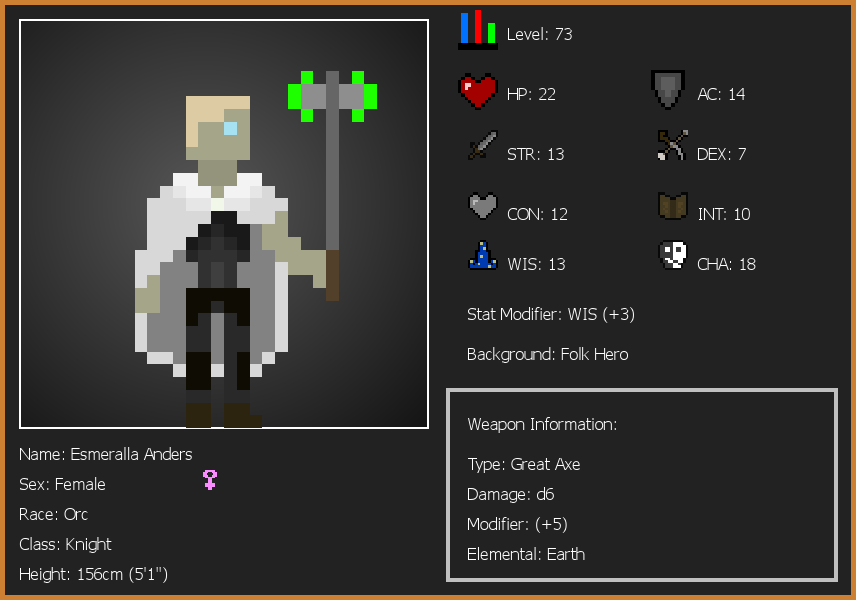 Level: 73
HP: 22
AC: 14
STR: 13
DEX: 7
CON: 12
INT: 10
WIS: 13
CHA: 18
Stat Modifier: WIS (+3)
Background: Folk Hero
Weapon Information:
Type: Great Axe
Damage: d6
Modifier: (+5)
Elemental: Earth
Name: Esmeralla Anders
Sex: Female
Race: Orc
Class: Knight
Height: 156cm (5'1")